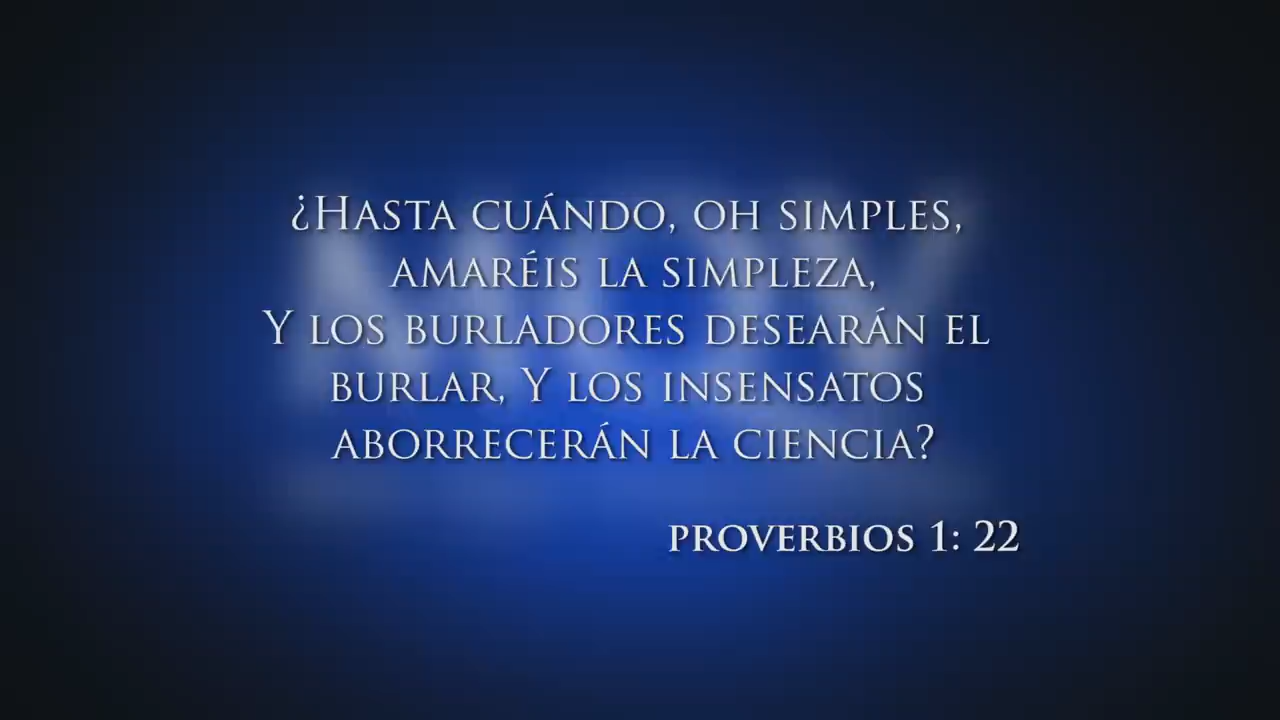 ¿Hasta cuándo, oh simples,
amaréis la simpleza,
Y los burladores desearán el
burlar, Y los insensatos
aborrecerán la ciencia?
proverbios 1: 22